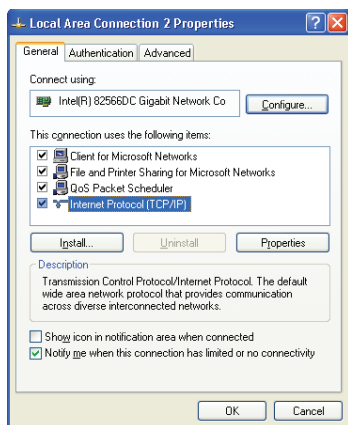 Local Area Connection 2 Properties
General Authentication Advanced
Connect using:
Intel(R) 82566DC Gigabit Network Co
Configure...
This connection uses the following items:
Client for Microsoft Networks
File and Printer Sharing for Microsoft Networks
QoS Packet Scheduler
Internet Protocol (TCP/IP)
Install... Uninstall Properties
Description
Transmission Control Protocol/Internet Protocol. The default
wide area network protocol that provides communication
across diverse interconnected networks.
Show icon in notification area when connected
Notify me when this connection has limited or no connectivity
OK Cancel